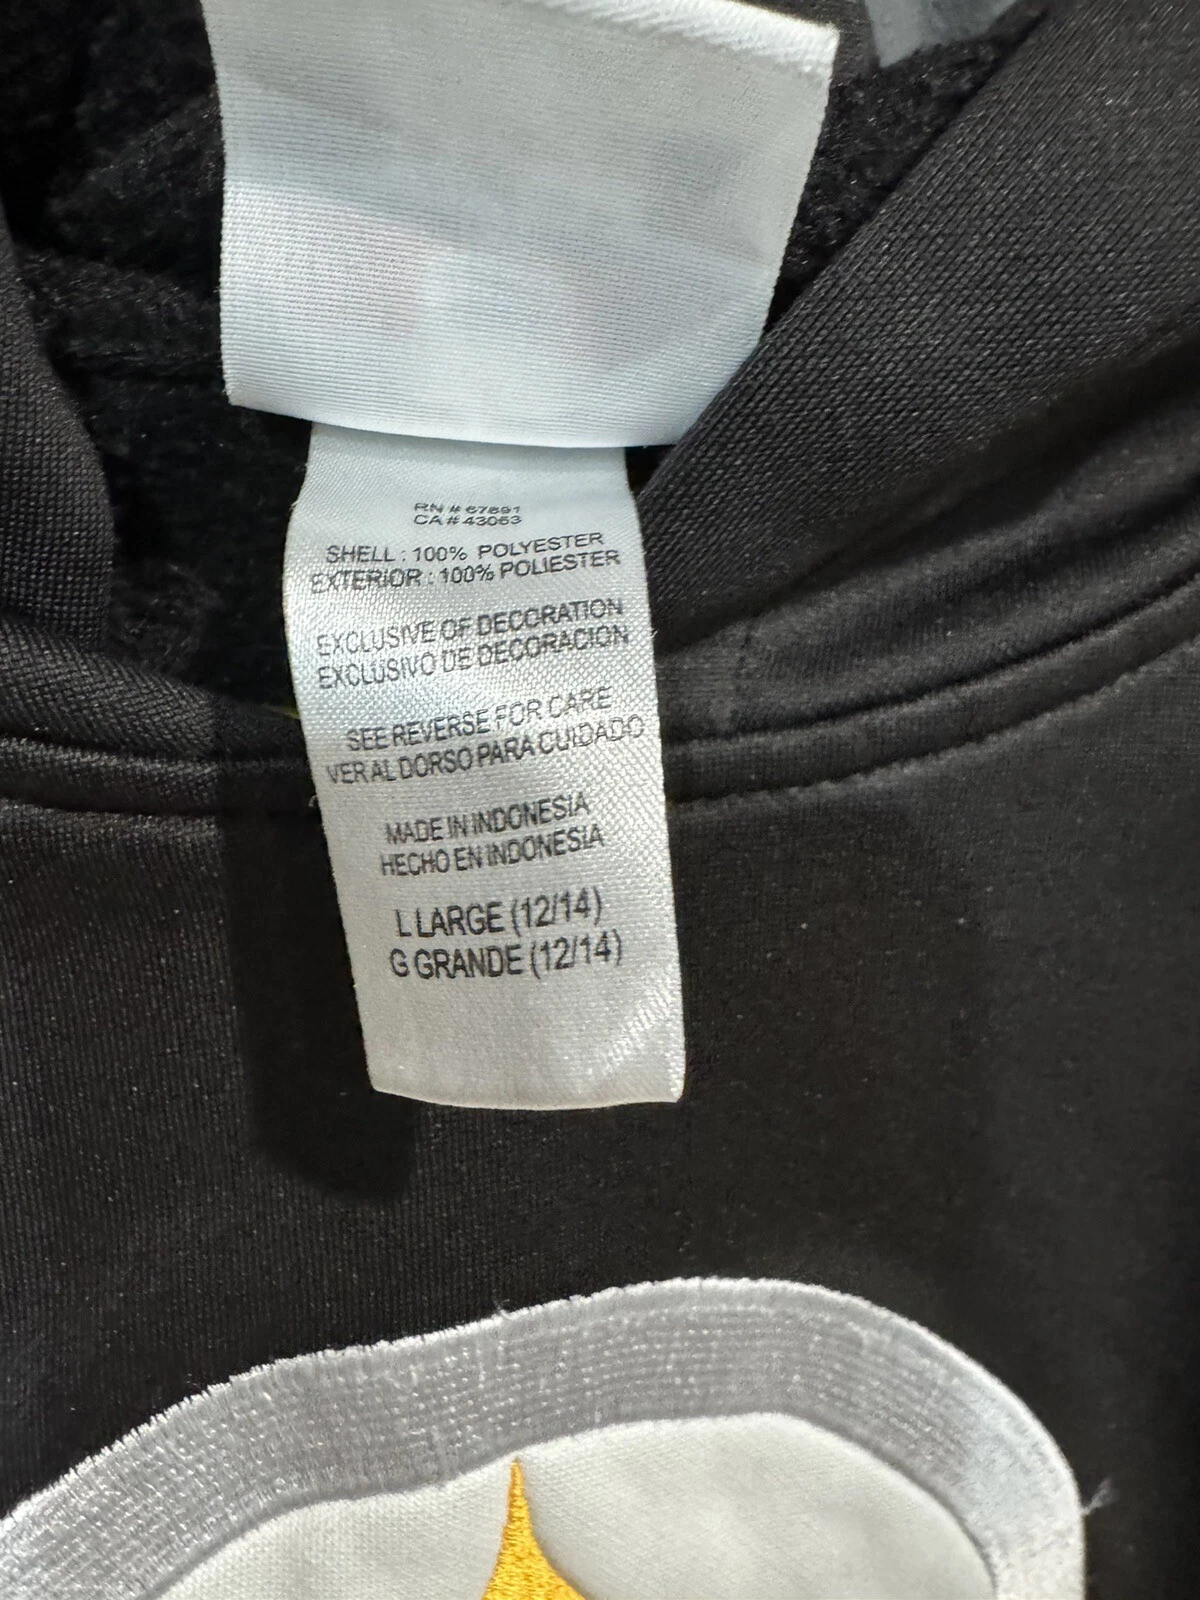 RN # 67691
CA # 43063
SHELL : 100% POLYESTER
EXTERIOR : 100% POLIESTER
EXCLUSIVE OF DECORATION
EXCLUSIVO DE DECORACION
SEE REVERSE FOR CARE
VER AL DORSO PARA CUIDADO
MADE IN INDONESIA
HECHO EN INDONESIA
L LARGE (12/14)
G GRANDE (12/14)